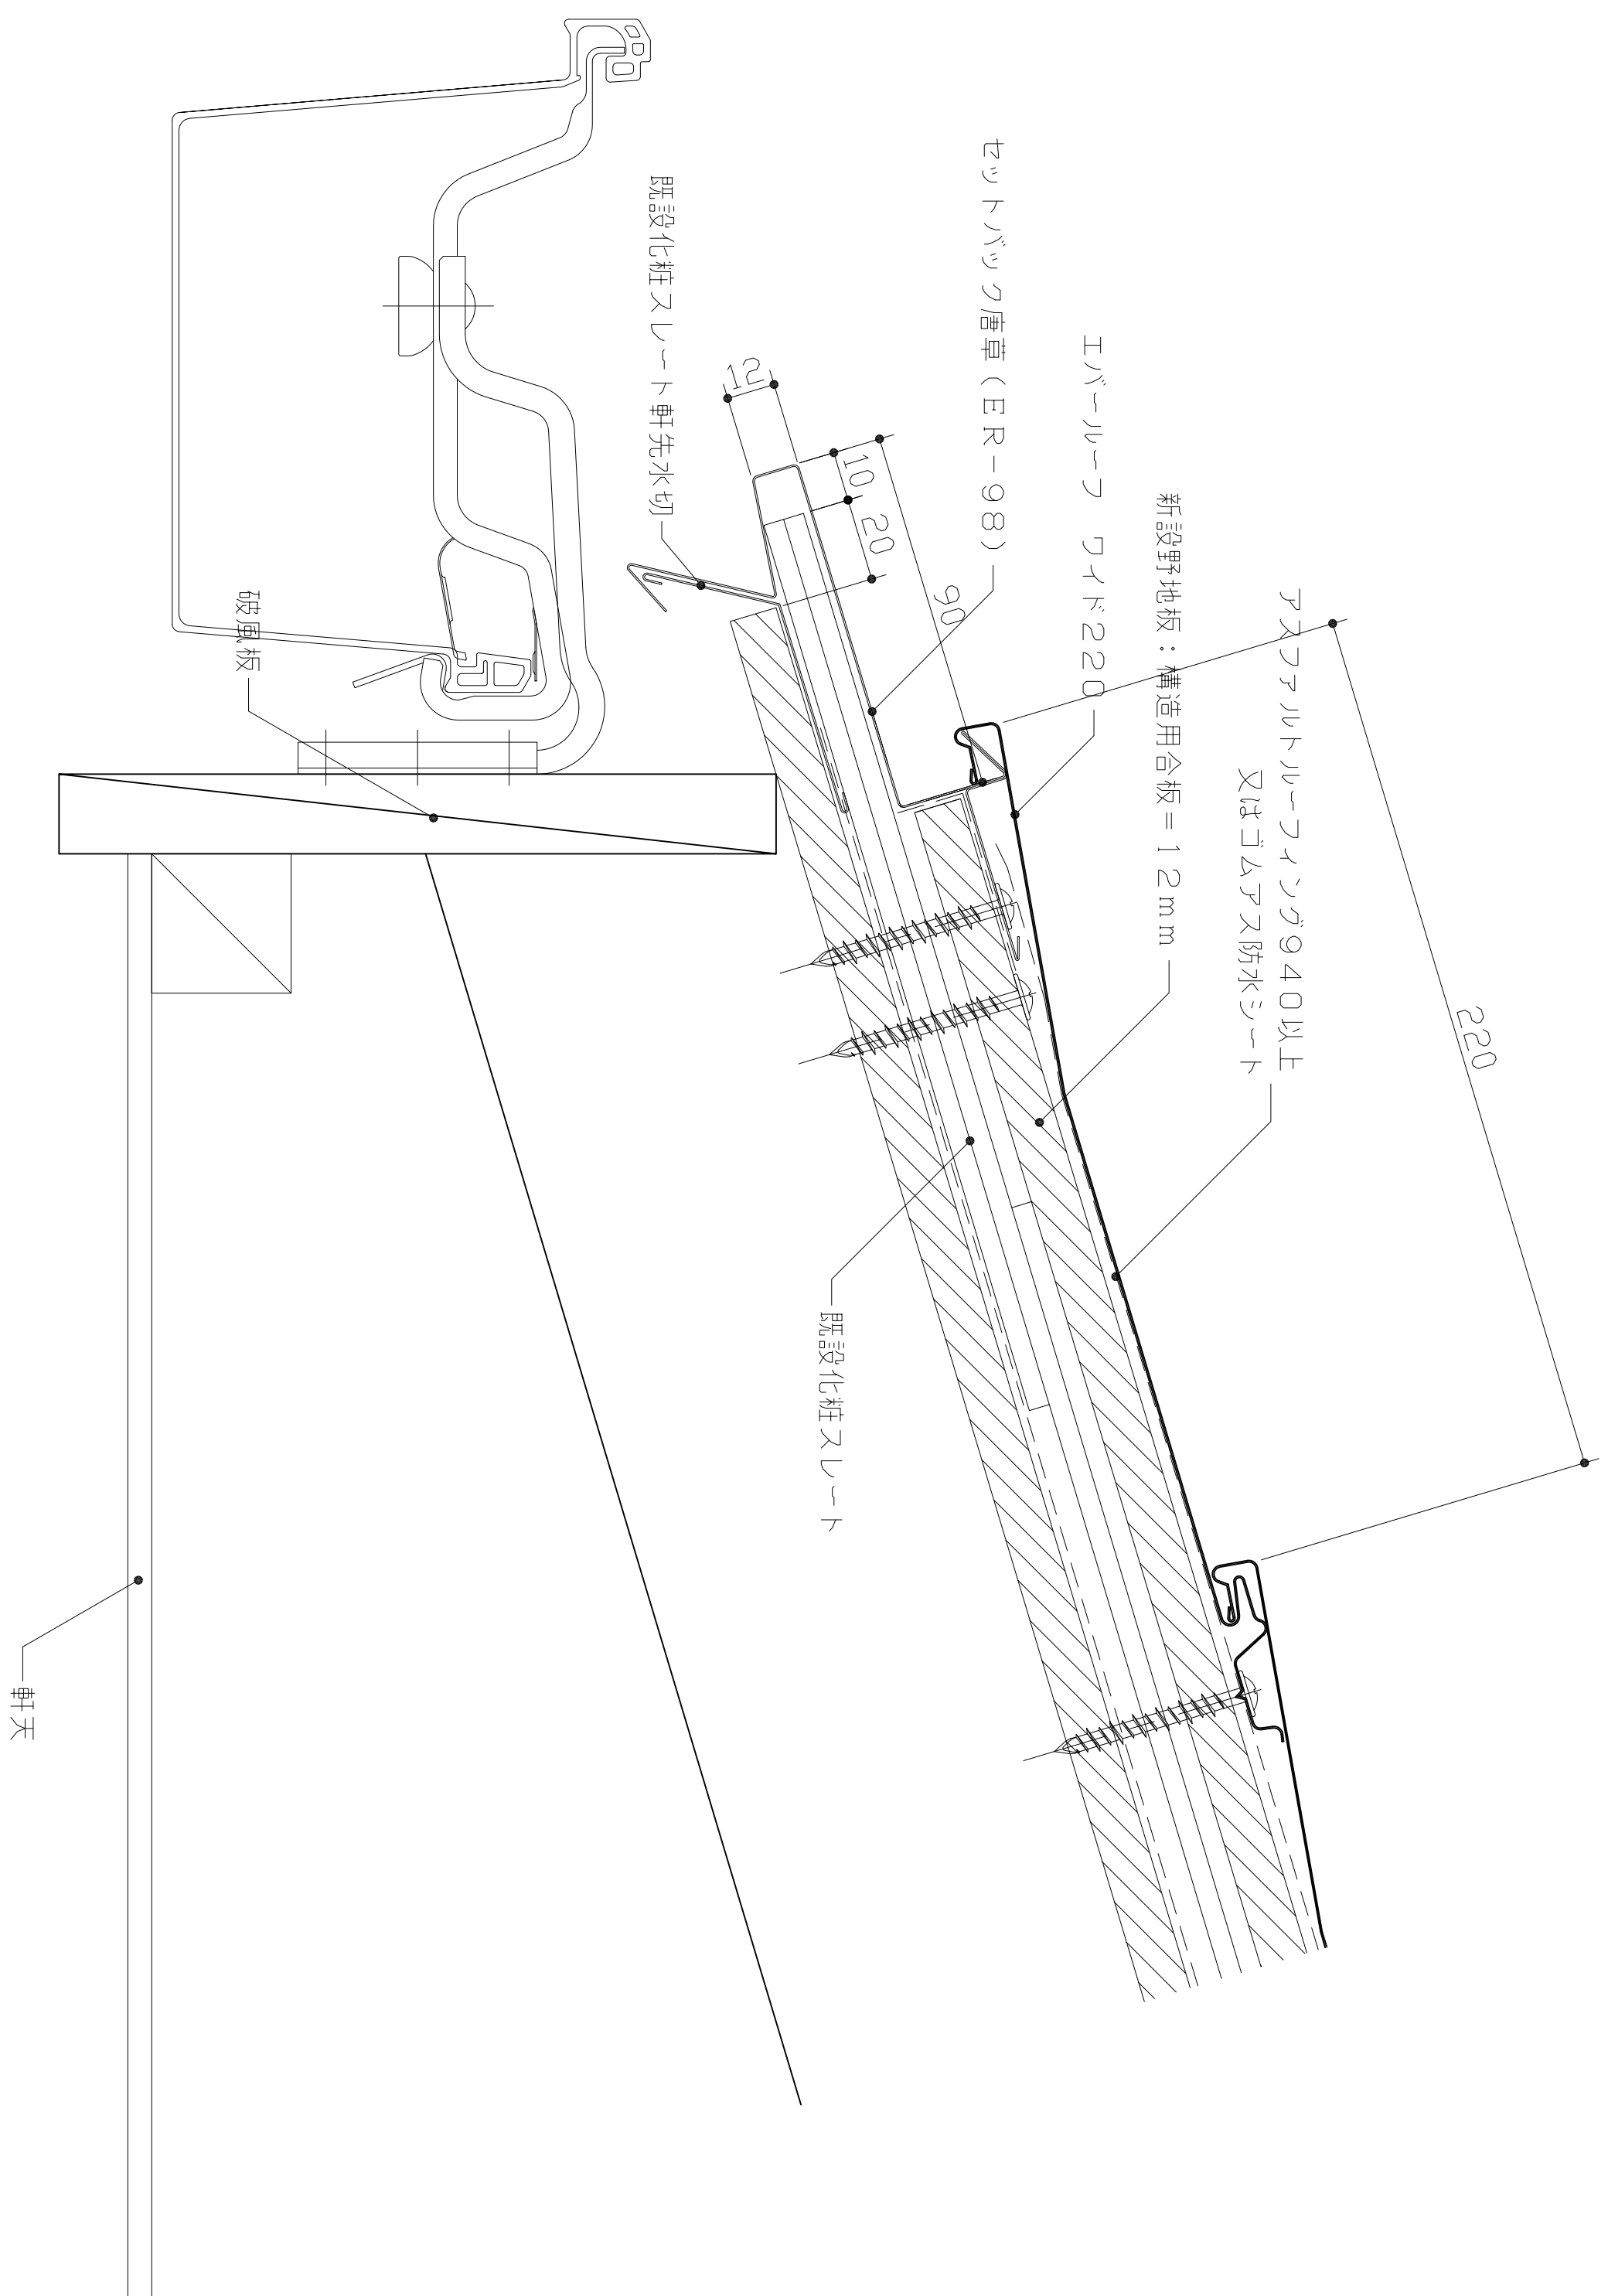 アスファルトルーフィング940以上
又はゴムアス防水シート
新設野地板：構造用合板＝12mm
エバールーフ　ワイド220
セットバック唐草（ER－98）
既設化粧スレート軒先水切
破風板
既設化粧スレート
軒天
220
90
20
10
12